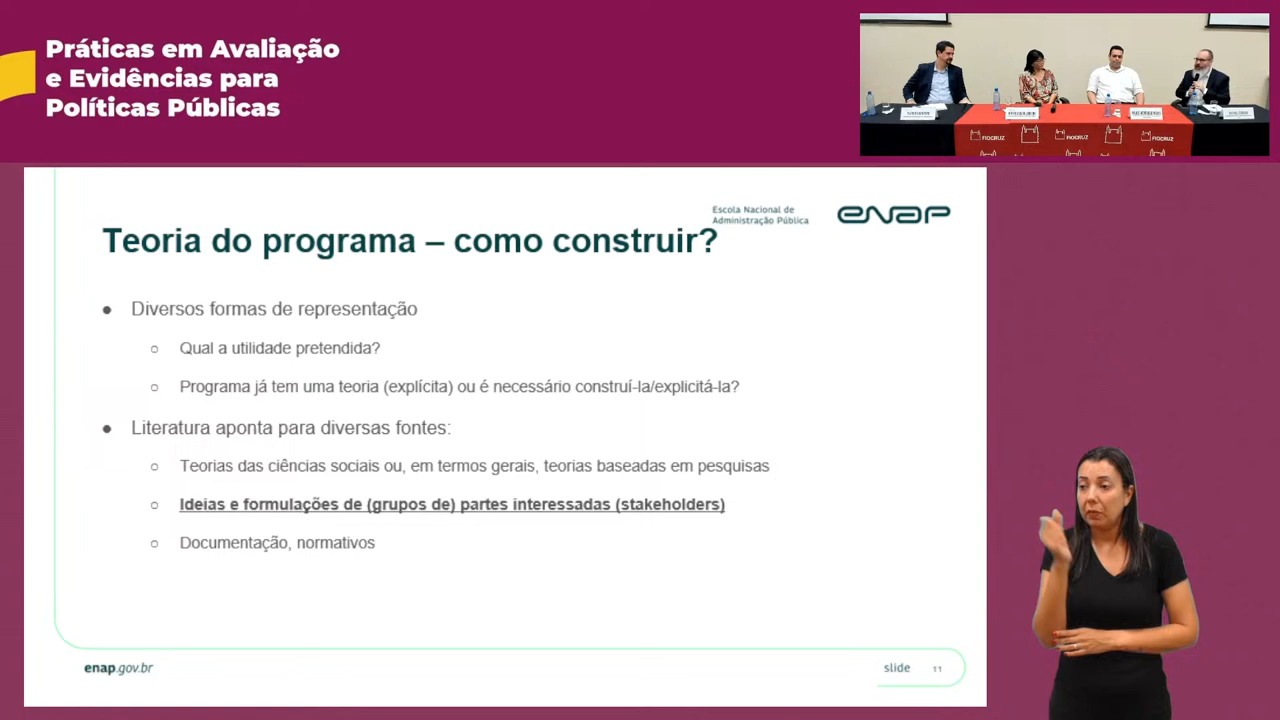 Práticas em Avaliação
e Evidências para
Políticas Públicas
FIOCRUZ
FIOCRUZ
FIOCRUZ
Escola Nacional de
Administração Pública
enap
Teoria do programa – como construir?
● Diversos formas de representação
○ Qual a utilidade pretendida?
○ Programa já tem uma teoria (explícita) ou é necessário construí-la/explicitá-la?
● Literatura aponta para diversas fontes:
○ Teorias das ciências sociais ou, em termos gerais, teorias baseadas em pesquisas
○ Ideias e formulações de (grupos de) partes interessadas (stakeholders)
○ Documentação, normativos
enap.gov.br
slide 11